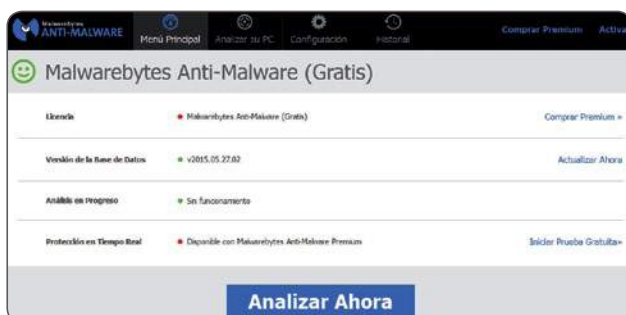 Malwarebytes
ANTI-MALWARE
Menú Principal
Analizar su PC
Configuración
Historial
Comprar Premium
Activa
Malwarebytes Anti-Malware (Gratis)
Licencia
Malwarebytes Anti-Malware (Gratis)
Comprar Premium »
Versión de la Base de Datos
v2015.05.27.02
Actualizar Ahora
Análisis en Progreso
Sin funcionamiento
Protección en Tiempo Real
Disponible con Malwarebytes Anti-Malware Premium
Iniciar Prueba Gratuita»
Analizar Ahora